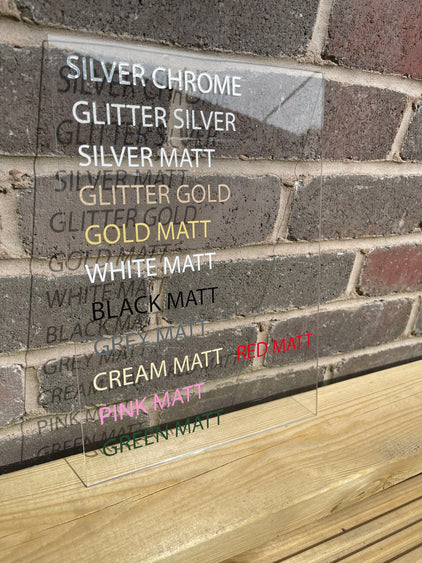 SILVER CHROME
GLITTER SILVER
SILVER MATT
GLITTER GOLD
GOLD MATT
WHITE MATT
BLACK MATT
GREY MATT
CREAM MATT RED MATT
PINK MATT
GREEN MATT